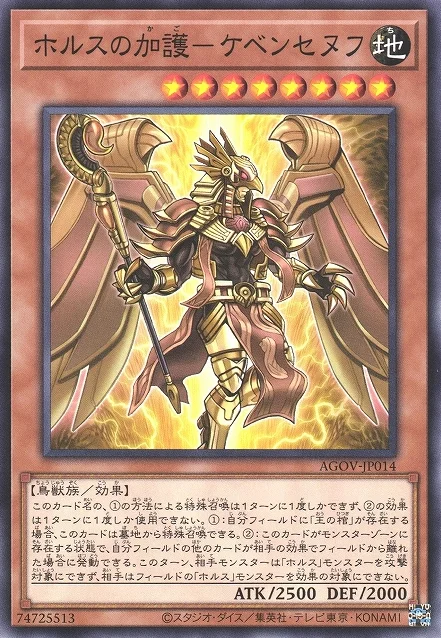 ホルスの加護－ケベンセヌフ 地
AGOV-JP014
【鳥獣族／効果】
このカード名の、①の方法による特殊召喚は1ターンに1度しかできず、②の効果
は1ターンに1度しか使用できない。①：自分フィールドに「王の棺」が存在する
場合、このカードは墓地から特殊召喚できる。②：このカードがモンスターゾーンに
存在する状態で、自分フィールドの他のカードが相手の効果でフィールドから離れ
た場合に発動できる。このターン、相手モンスターは「ホルス」モンスターを攻撃
対象にできず、相手はフィールドの「ホルス」モンスターを効果の対象にできない。
ATK/2500 DEF/2000
74725513 ©スタジオ・ダイス／集英社・テレビ東京・KONAMI